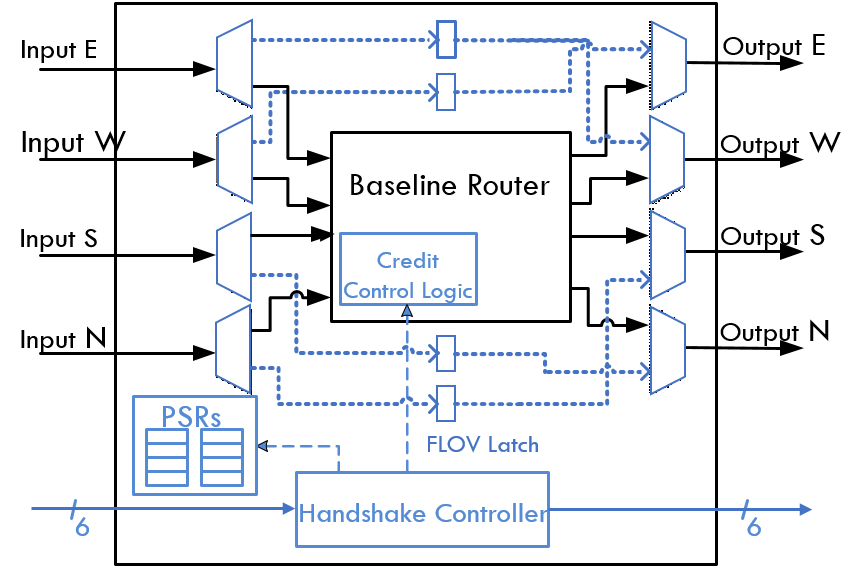 Input E
Output E
Input W
Output W
Baseline Router
Input S
Output S
Credit
Control Logic
Input N
Output N
PSRs
FLOV Latch
Handshake Controller
6
6